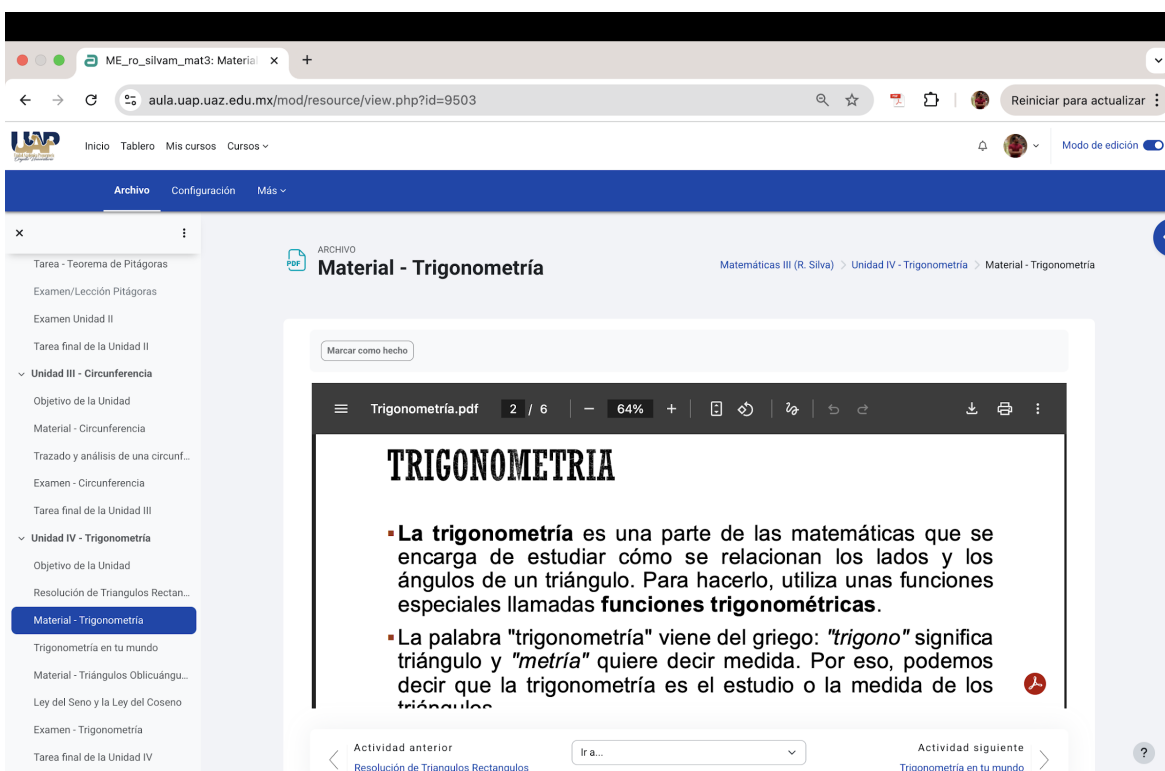 ME_ro_silvam_mat3: Material
aula.uap.uaz.edu.mx/mod/resource/view.php?id=9503
Reiniciar para actualizar
UAP
Inicio Tablero Mis cursos Cursos
Modo de edición
Archivo Configuración Más
Tarea - Teorema de Pitágoras
Examen/Lección Pitágoras
Examen Unidad II
Tarea final de la Unidad II
Unidad III - Circunferencia
Objetivo de la Unidad
Material - Circunferencia
Trazado y análisis de una circunf...
Examen - Circunferencia
Tarea final de la Unidad III
Unidad IV - Trigonometría
Objetivo de la Unidad
Resolución de Triangulos Rectan...
Material - Trigonometría
Trigonometría en tu mundo
Material - Triángulos Oblicuángu...
Ley del Seno y la Ley del Coseno
Examen - Trigonometría
Tarea final de la Unidad IV
PDF
ARCHIVO
Material - Trigonometría
Matemáticas III (R. Silva) > Unidad IV - Trigonometría > Material - Trigonometría
Marcar como hecho
Trigonometría.pdf 2 / 6 64%
TRIGONOMETRIA
La trigonometría es una parte de las matemáticas que se
encarga de estudiar cómo se relacionan los lados y los
ángulos de un triángulo. Para hacerlo, utiliza unas funciones
especiales llamadas funciones trigonométricas.
La palabra "trigonometría" viene del griego: "trigono" significa
triángulo y "metría" quiere decir medida. Por eso, podemos
decir que la trigonometría es el estudio o la medida de los
triángulos
Actividad anterior
Resolución de Triangulos Rectangulos
Ir a...
Actividad siguiente
Trigonometría en tu mundo
?